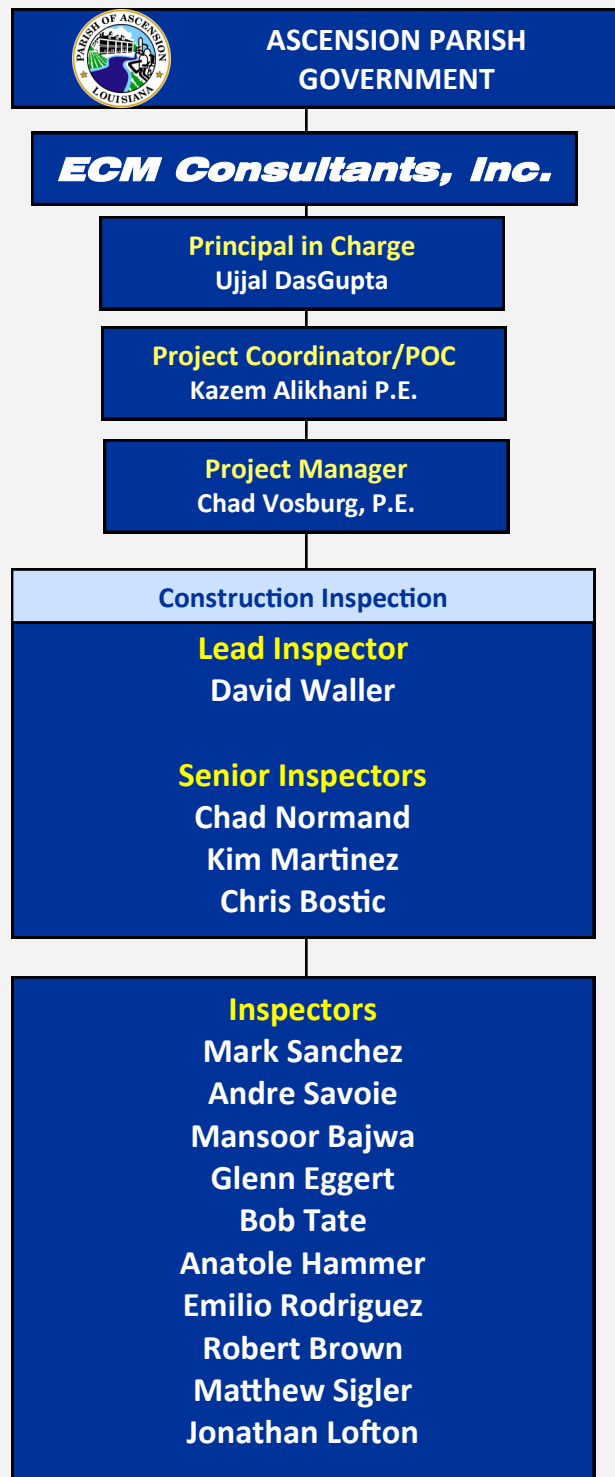 PARISH OF ASCENSION
LOUISIANA
ASCENSION PARISH
GOVERNMENT
ECM Consultants, Inc.
Principal in Charge
Ujjal DasGupta
Project Coordinator/POC
Kazem Alikhani P.E.
Project Manager
Chad Vosburg, P.E.
Construction Inspection
Lead Inspector
David Waller
Senior Inspectors
Chad Normand
Kim Martinez
Chris Bostic
Inspectors
Mark Sanchez
Andre Savoie
Mansoor Bajwa
Glenn Eggert
Bob Tate
Anatole Hammer
Emilio Rodriguez
Robert Brown
Matthew Sigler
Jonathan Lofton